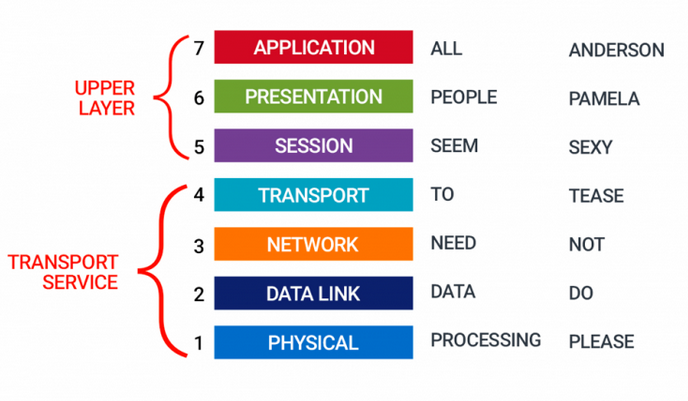 7 APPLICATION ALL ANDERSON
UPPER
LAYER
6 PRESENTATION PEOPLE PAMELA
5 SESSION SEEM SEXY
4 TRANSPORT TO TEASE
3 NETWORK NEED NOT
TRANSPORT
SERVICE
2 DATA LINK DATA DO
1 PHYSICAL PROCESSING PLEASE